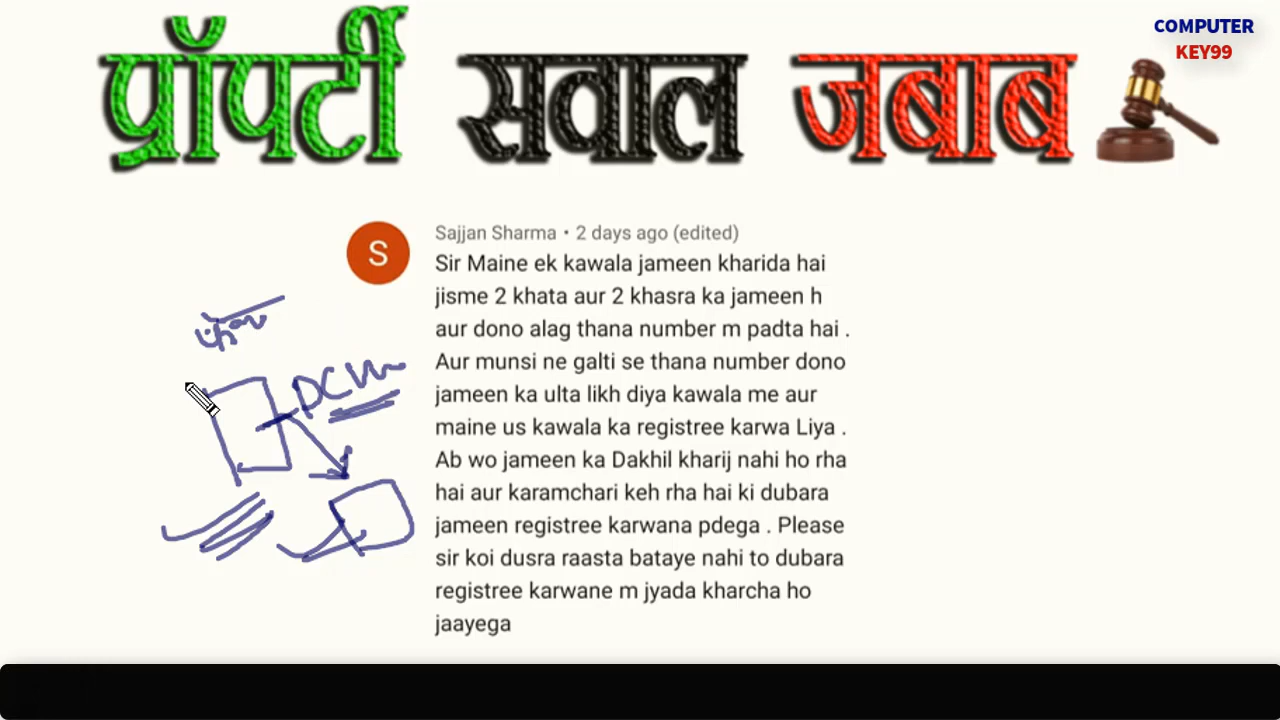 COMPUTER
KEY99
प्रॉपर्टी सवाल जबाब
S
Sajjan Sharma • 2 days ago (edited)
Sir Maine ek kawala jameen kharida hai
jisme 2 khata aur 2 khasra ka jameen h
aur dono alag thana number m padta hai .
Aur munsi ne galti se thana number dono
jameen ka ulta likh diya kawala me aur
maine us kawala ka registree karwa Liya .
Ab wo jameen ka Dakhil kharij nahi ho rha
hai aur karamchari keh rha hai ki dubara
jameen registree karwana pdega . Please
sir koi dusra raasta bataye nahi to dubara
registree karwane m jyada kharcha ho
jaayega